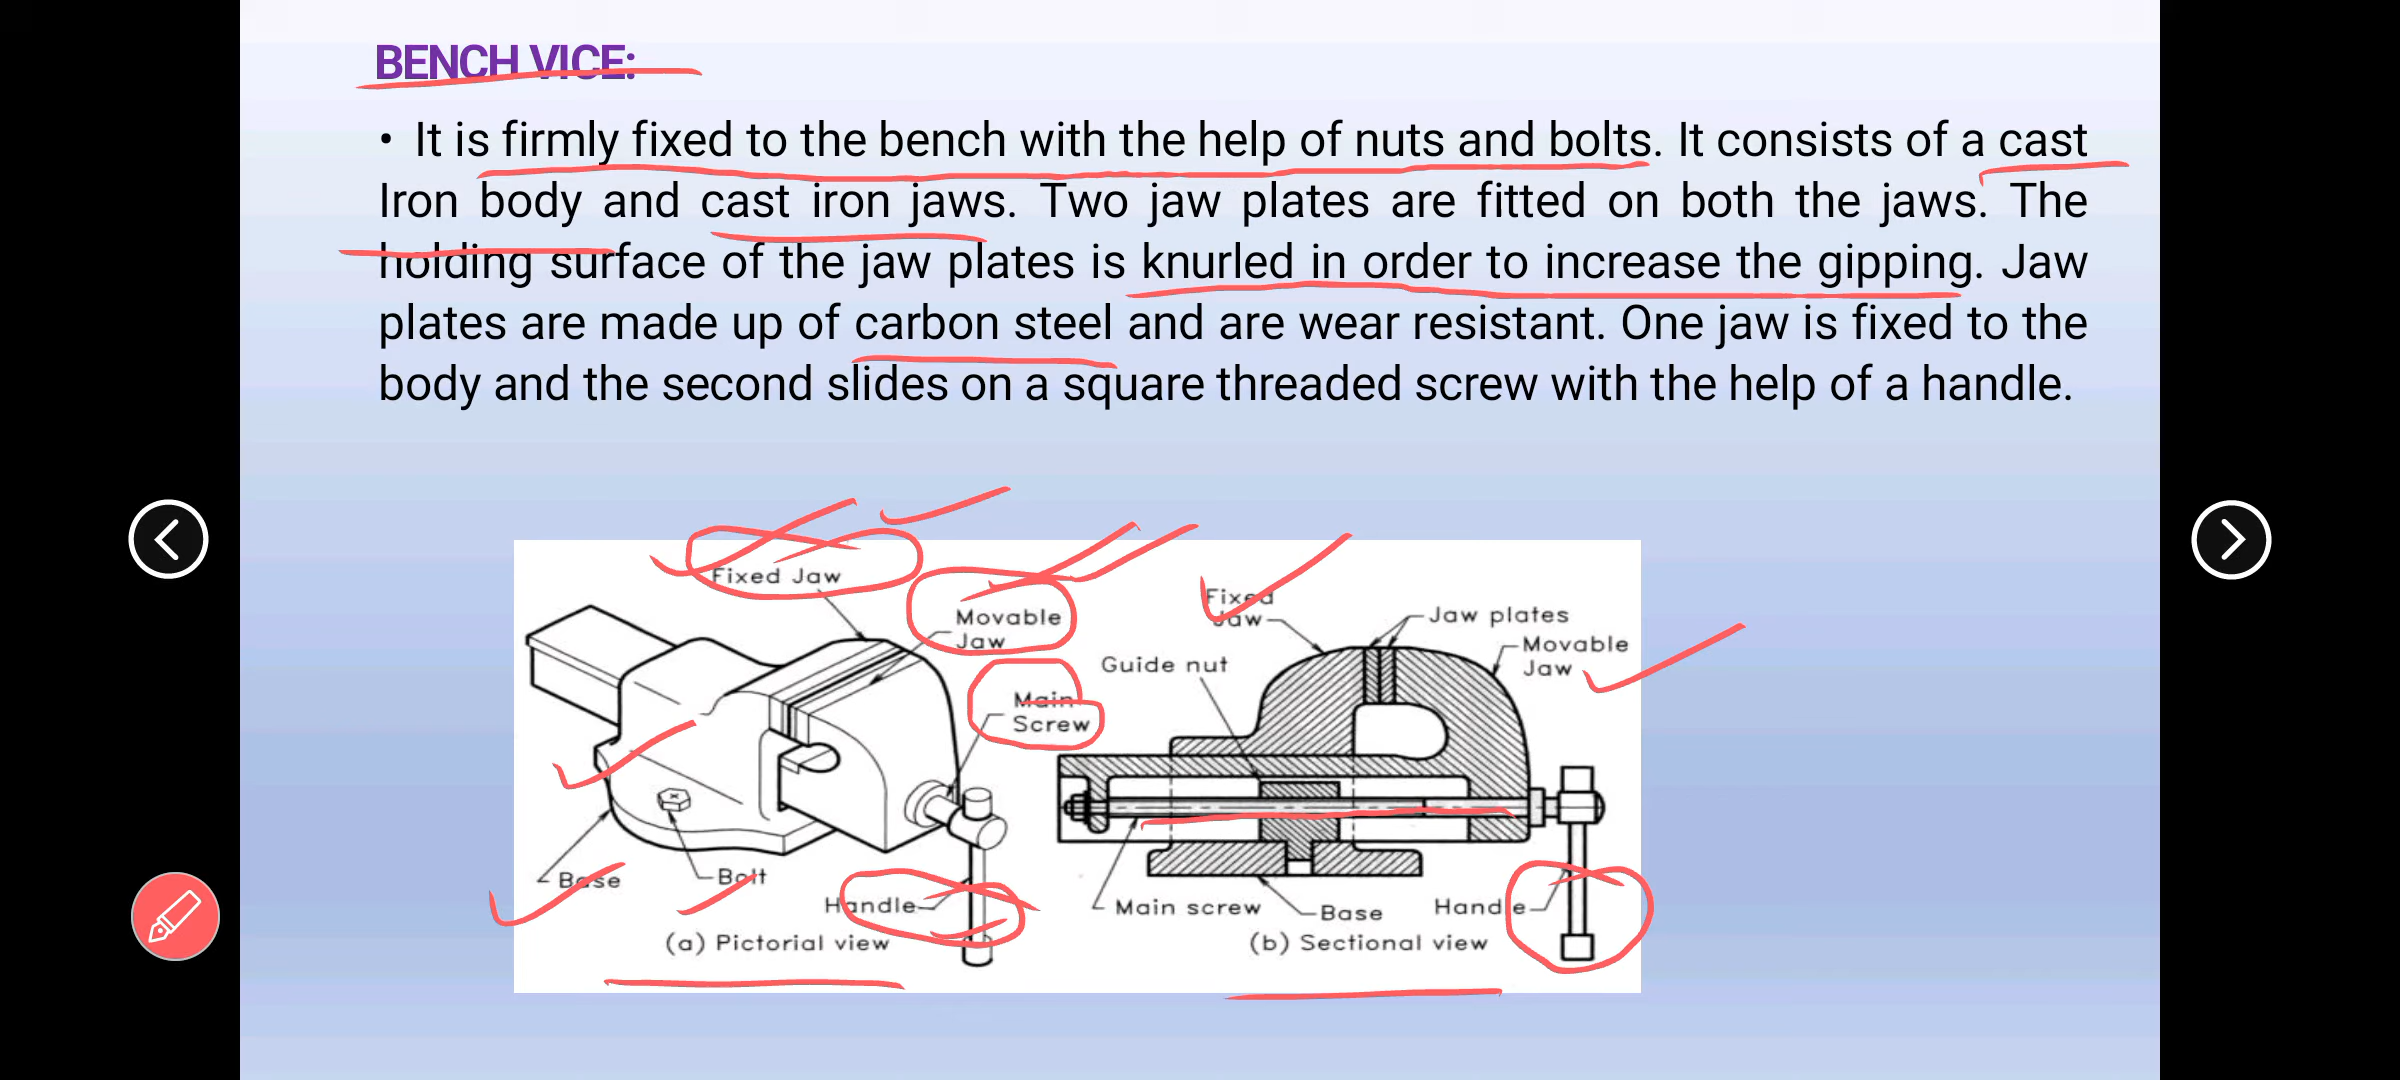 BENCH VICE:
• It is firmly fixed to the bench with the help of nuts and bolts. It consists of a cast
Iron body and cast iron jaws. Two jaw plates are fitted on both the jaws. The
holding surface of the jaw plates is knurled in order to increase the gipping. Jaw
plates are made up of carbon steel and are wear resistant. One jaw is fixed to the
body and the second slides on a square threaded screw with the help of a handle.
Fixed Jaw
Movable
Jaw
Main
Screw
Base
Bolt
Handle
(a) Pictorial view
Fixed
Jaw
Jaw plates
Movable
Jaw
Guide nut
Main screw
Base
Handle
(b) Sectional view